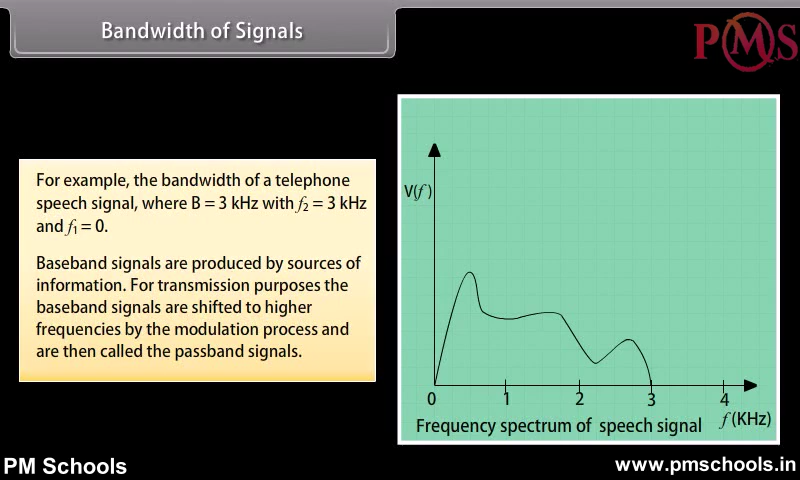 Bandwidth of Signals
PMS
For example, the bandwidth of a telephone
speech signal, where B = 3 kHz with f₂ = 3 kHz
and f₁ = 0.
Baseband signals are produced by sources of
information. For transmission purposes the
baseband signals are shifted to higher
frequencies by the modulation process and
are then called the passband signals.
V(f)
0 1 2 3 4
f (KHz)
Frequency spectrum of speech signal
PM Schools
www.pmschools.in